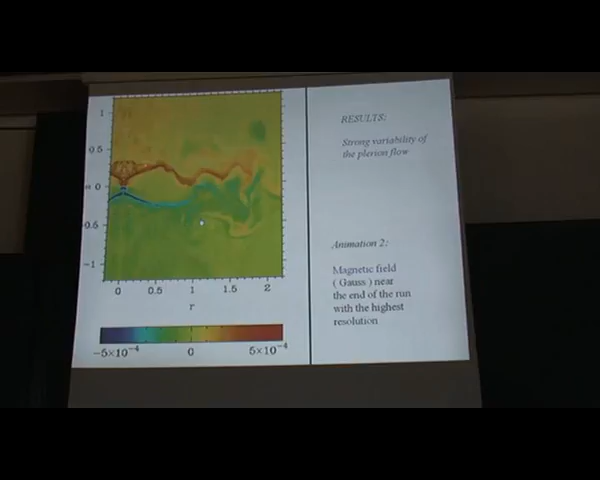 1
0.5
0
0.5
−1
0
0.5
1
1.5
2
r
−5×10⁻⁴
0
5×10⁻⁴
RESULTS:
Strong variability of
the plerion flow
Animation 2:
Magnetic field
( Gauss ) near
the end of the run
with the highest
resolution